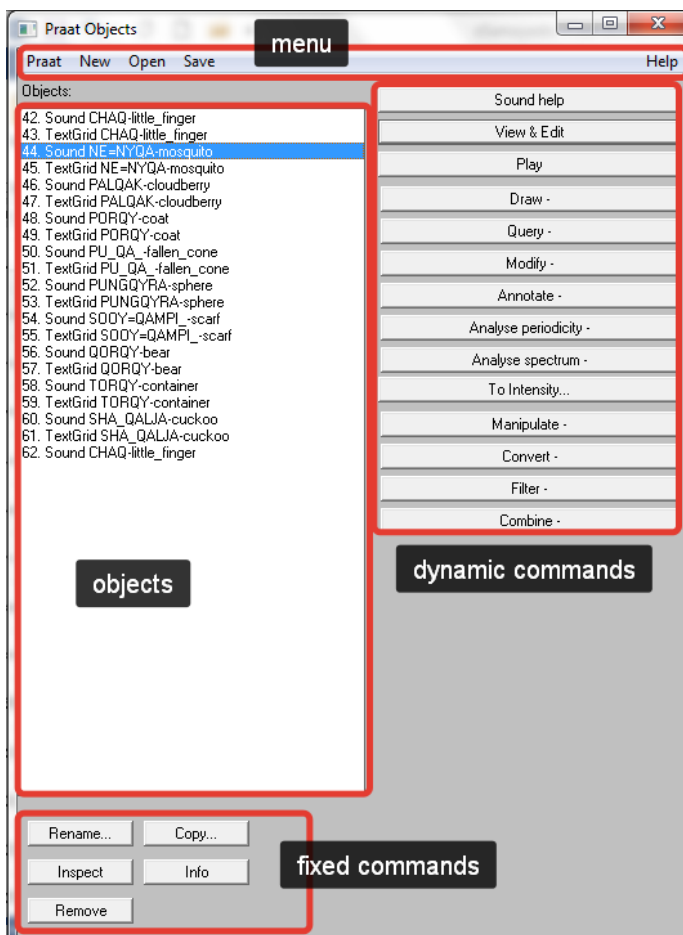 Praat Objects
menu
Praat New Open Save Help
Objects:
42. Sound CHAQ-little_finger
43. TextGrid CHAQ-little_finger
44. Sound NE=NYQA-mosquito
45. TextGrid NE=NYQA-mosquito
46. Sound PALQAK-cloudberry
47. TextGrid PALQAK-cloudberry
48. Sound PORQY-coat
49. TextGrid PORQY-coat
50. Sound PU_QA_-fallen_cone
51. TextGrid PU_QA_-fallen_cone
52. Sound PUNGQYRA-sphere
53. TextGrid PUNGQYRA-sphere
54. Sound SOOY=QAMPI_-scarf
55. TextGrid SOOY=QAMPI_-scarf
56. Sound QORQY-bear
57. TextGrid QORQY-bear
58. Sound TORQY-container
59. TextGrid TORQY-container
60. Sound SHA_QALJA-cuckoo
61. TextGrid SHA_QALJA-cuckoo
62. Sound CHAQ-little_finger
objects
Sound help
View & Edit
Play
Draw -
Query -
Modify -
Annotate -
Analyse periodicity -
Analyse spectrum -
To Intensity...
Manipulate -
Convert -
Filter -
Combine -
dynamic commands
Rename... Copy...
Inspect Info
Remove
fixed commands